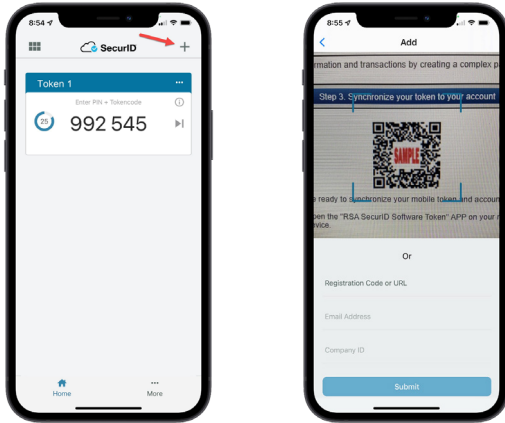 8:54
SecurID
Token 1
Enter PIN + Tokencode
25
992 545
Home
More
8:55
Add
rmation and transactions by creating a complex pa
Step 3. Synchronize your token to your account
SAMPLE
e ready to synchronize your mobile token and accoun
pen the "RSA SecurID Software Token" APP on your m
vice.
Or
Registration Code or URL
Email Address
Company ID
Submit